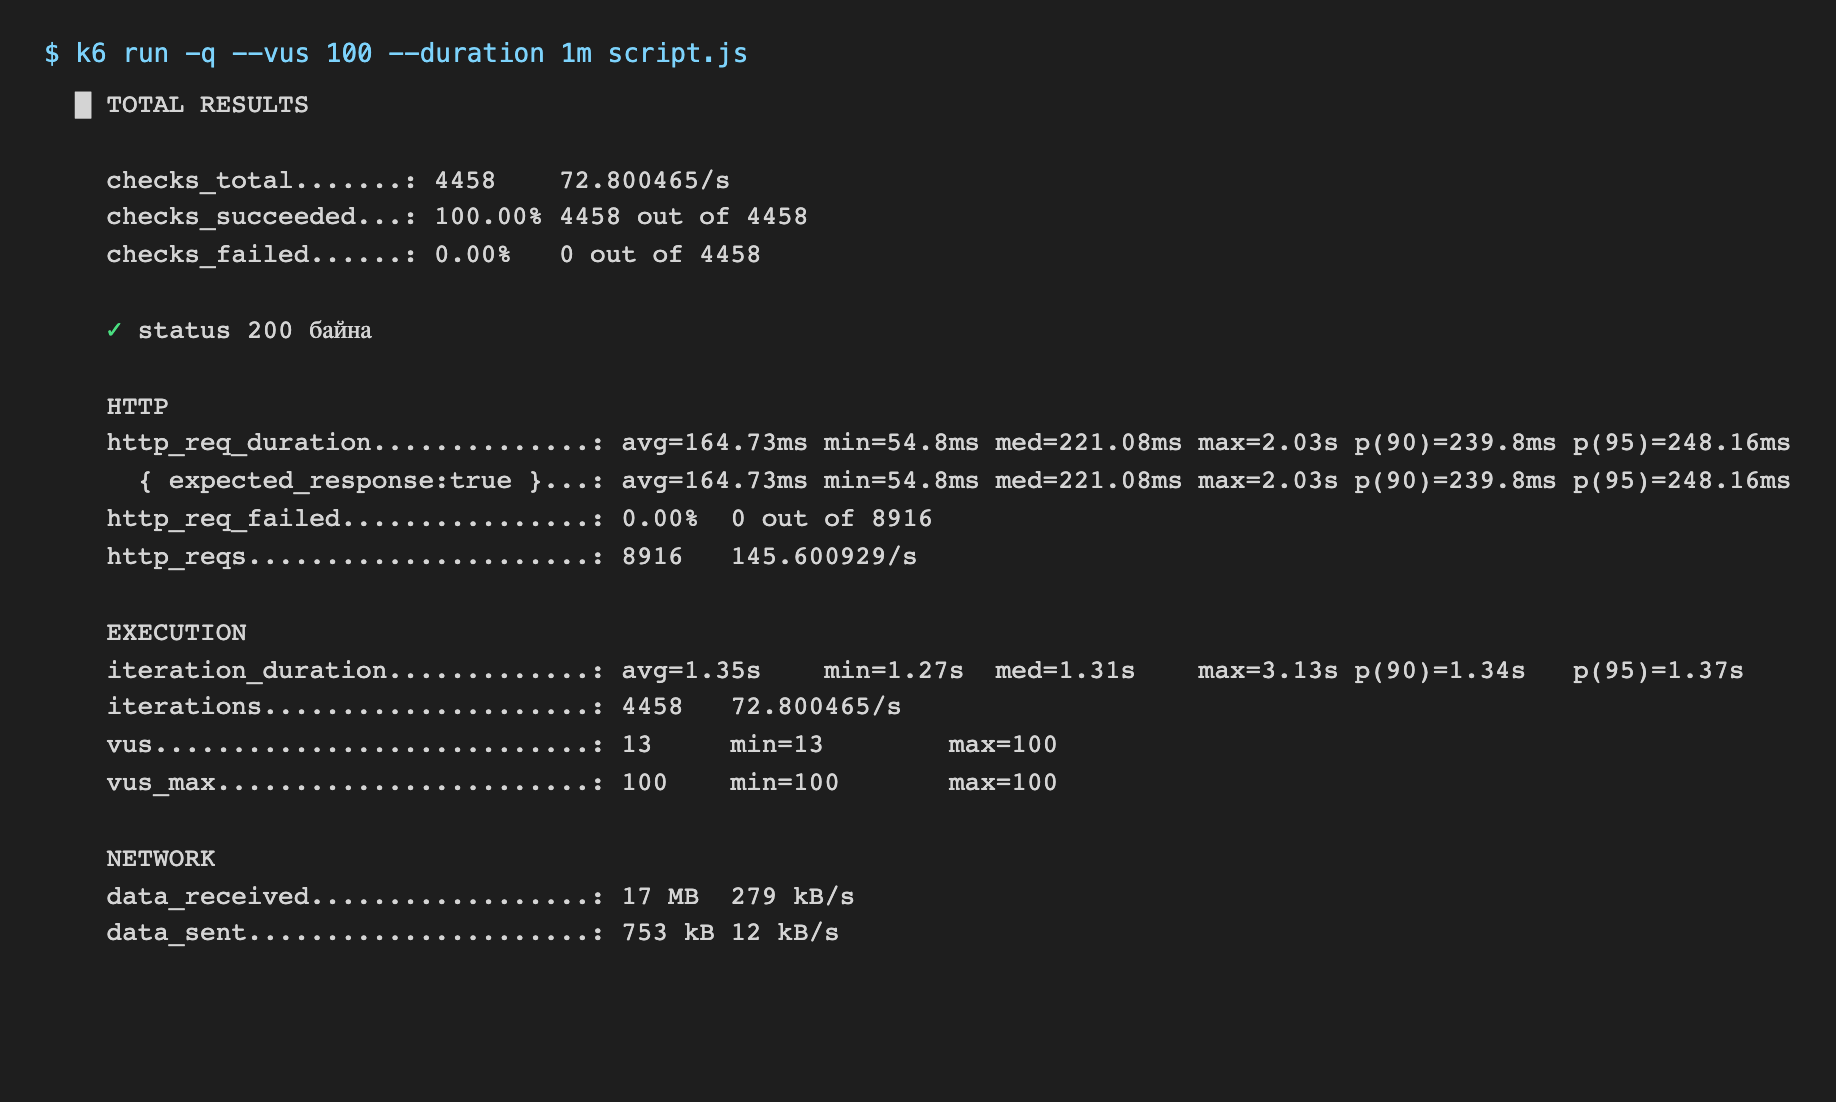 $ k6 run -q --vus 100 --duration 1m script.js
█ TOTAL RESULTS
checks_total.......: 4458    72.800465/s
checks_succeeded...: 100.00% 4458 out of 4458
checks_failed......: 0.00%   0 out of 4458
✓ status 200 байна
HTTP
http_req_duration..............: avg=164.73ms min=54.8ms med=221.08ms max=2.03s p(90)=239.8ms p(95)=248.16ms
  { expected_response:true }...: avg=164.73ms min=54.8ms med=221.08ms max=2.03s p(90)=239.8ms p(95)=248.16ms
http_req_failed................: 0.00%  0 out of 8916
http_reqs......................: 8916   145.600929/s
EXECUTION
iteration_duration.............: avg=1.35s    min=1.27s  med=1.31s    max=3.13s p(90)=1.34s   p(95)=1.37s
iterations.....................: 4458   72.800465/s
vus............................: 13     min=13        max=100
vus_max........................: 100    min=100       max=100
NETWORK
data_received..................: 17 MB  279 kB/s
data_sent......................: 753 kB 12 kB/s